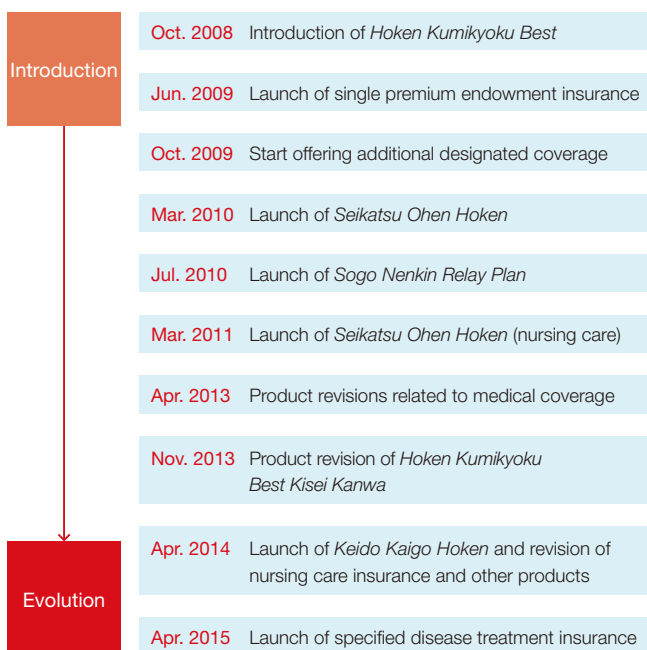 Introduction
Oct. 2008 Introduction of Hoken Kumikyoku Best
Jun. 2009 Launch of single premium endowment insurance
Oct. 2009 Start offering additional designated coverage
Mar. 2010 Launch of Seikatsu Ohen Hoken
Jul. 2010 Launch of Sogo Nenkin Relay Plan
Mar. 2011 Launch of Seikatsu Ohen Hoken (nursing care)
Apr. 2013 Product revisions related to medical coverage
Nov. 2013 Product revision of Hoken Kumikyoku
Best Kisei Kanwa
Evolution
Apr. 2014 Launch of Keido Kaigo Hoken and revision of
nursing care insurance and other products
Apr. 2015 Launch of specified disease treatment insurance